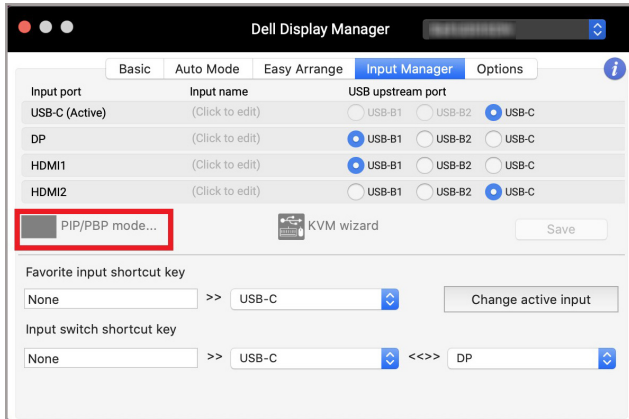 Dell Display Manager
Basic Auto Mode Easy Arrange Input Manager Options i
Input port Input name USB upstream port
USB-C (Active) (Click to edit) USB-B1 USB-B2 USB-C
DP (Click to edit) USB-B1 USB-B2 USB-C
HDMI1 (Click to edit) USB-B1 USB-B2 USB-C
HDMI2 (Click to edit) USB-B1 USB-B2 USB-C
PIP/PBP mode... KVM wizard Save
Favorite input shortcut key
None >> USB-C Change active input
Input switch shortcut key
None >> USB-C <<>> DP